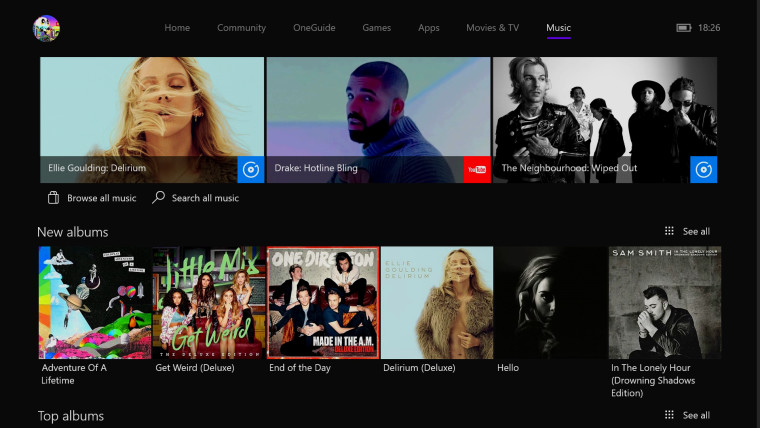 Home Community OneGuide Games Apps Movies & TV Music 18:26
Ellie Goulding: Delirium
Drake: Hotline Bling
YouTube
The Neighbourhood: Wiped Out
Browse all music Search all music
New albums See all
Little Mix
Get Weird
THE DELUXE EDITION
ONE DIRECTION
MADE IN THE A.M.
DELUXE EDITION
ELLIE
GOULDING
DELIRIUM
SAM SMITH IN THE LONELY HOUR
DROWNING SHADOWS EDITION
Adventure Of A
Lifetime
Get Weird (Deluxe)
End of the Day
Delirium (Deluxe)
Hello
In The Lonely Hour
(Drowning Shadows
Edition)
Top albums See all